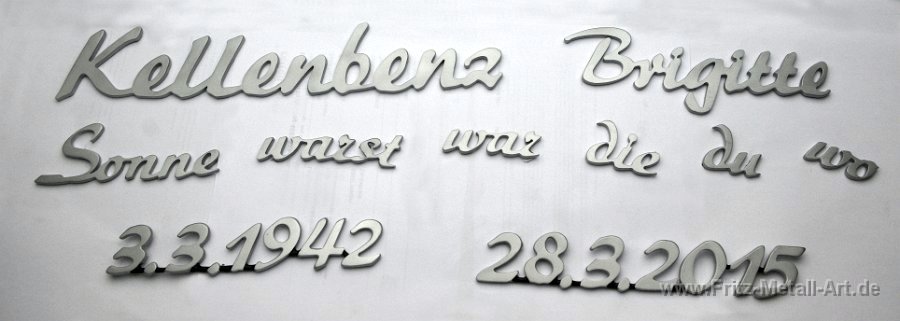 Kellenbenz Brigitte
Sonne warst war die du wo
3.3.1942 28.3.2015
www.Fritz-Metall-Art.de